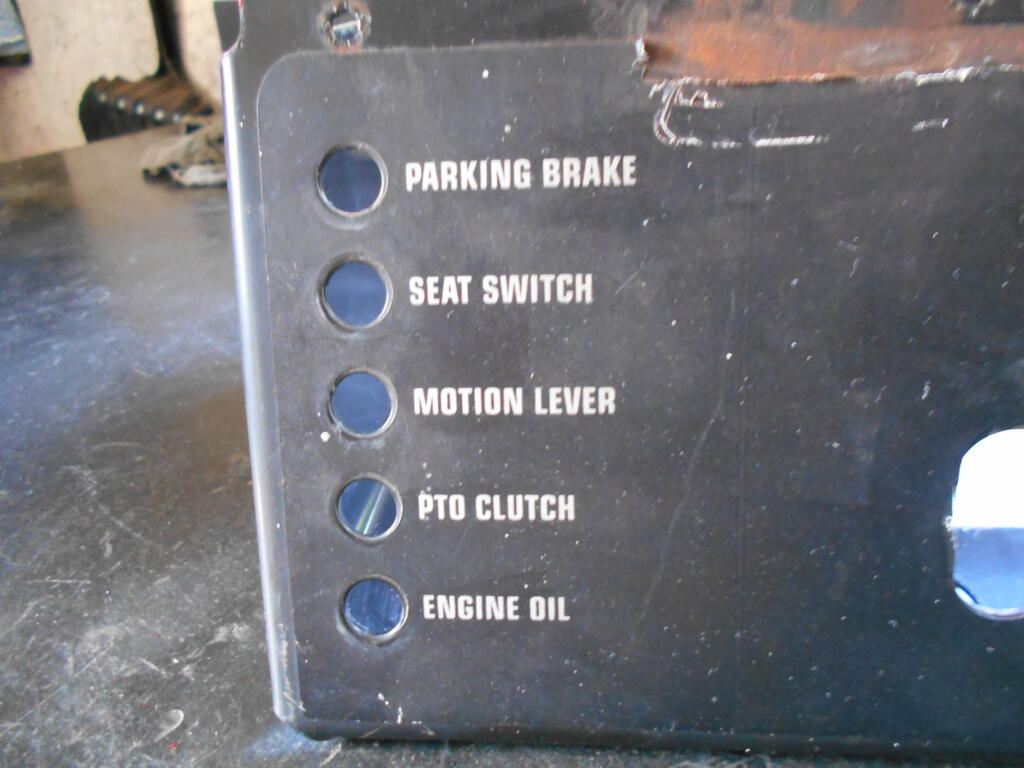 PARKING BRAKE
SEAT SWITCH
MOTION LEVER
PTO CLUTCH
ENGINE OIL